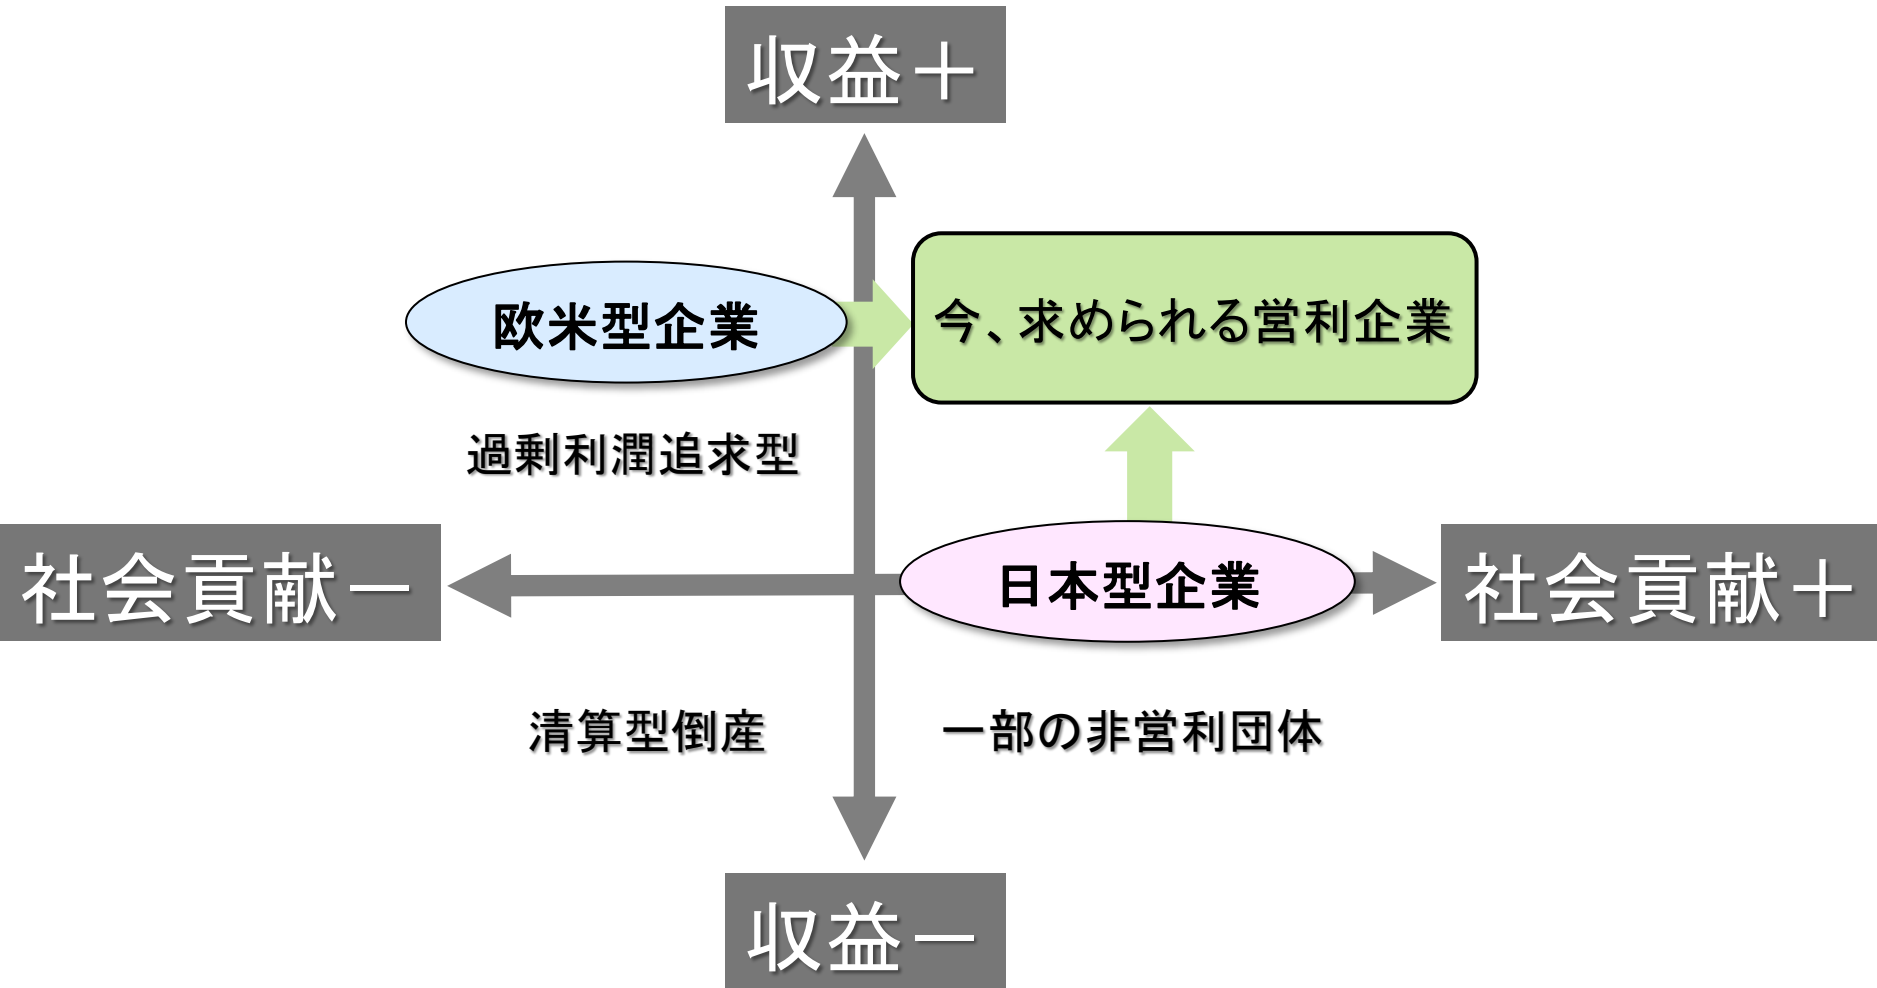 収益＋
欧米型企業
今、求められる営利企業
過剰利潤追求型
社会貢献－
日本型企業
社会貢献＋
清算型倒産
一部の非営利団体
収益－